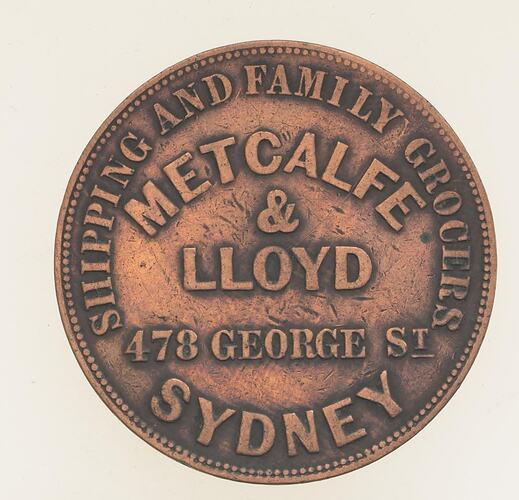 SHIPPING AND FAMILY GROCERS
METCALFE
&
LLOYD
478 GEORGE ST
SYDNEY